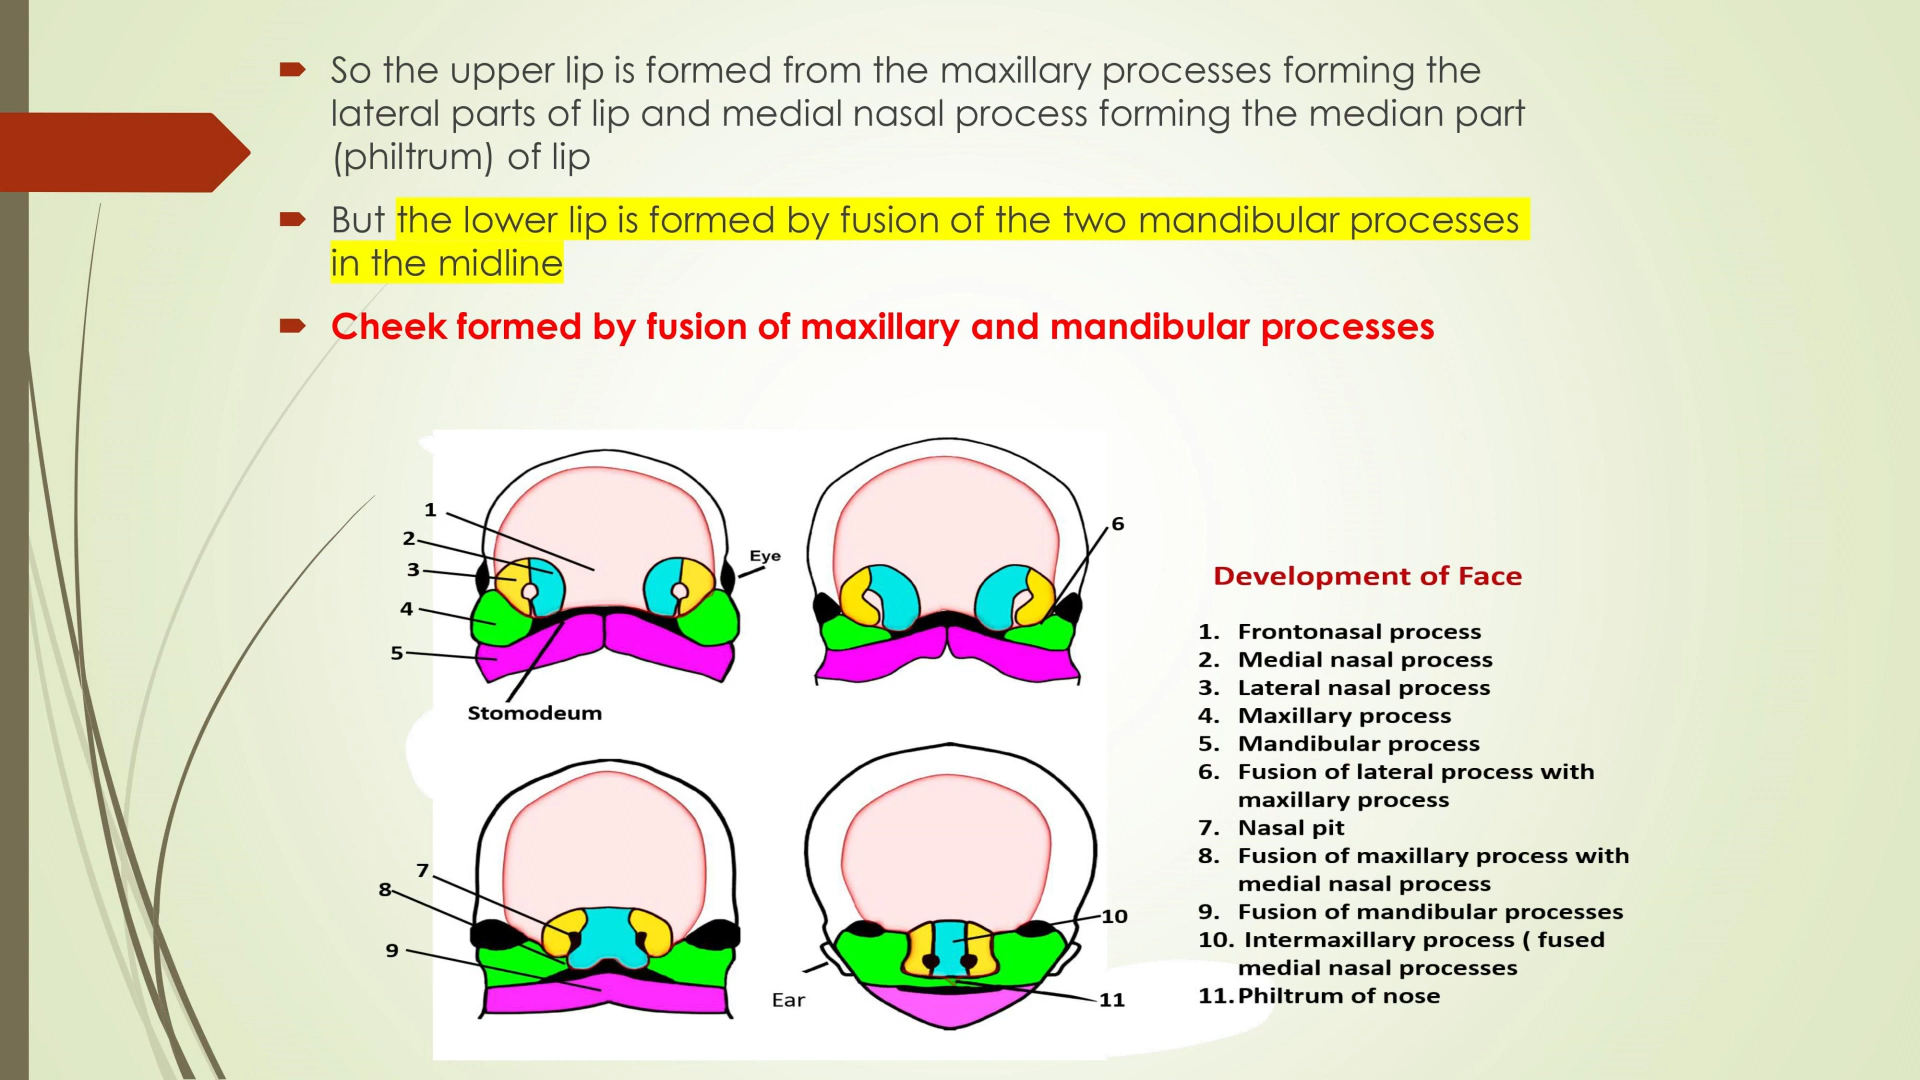 So the upper lip is formed from the maxillary processes forming the
lateral parts of lip and medial nasal process forming the median part
(philtrum) of lip
But the lower lip is formed by fusion of the two mandibular processes
in the midline
Cheek formed by fusion of maxillary and mandibular processes
1
2
3
4
5
Eye
Stomodeum
6
7
8
9
10
Ear
11
Development of Face
1. Frontonasal process
2. Medial nasal process
3. Lateral nasal process
4. Maxillary process
5. Mandibular process
6. Fusion of lateral process with
maxillary process
7. Nasal pit
8. Fusion of maxillary process with
medial nasal process
9. Fusion of mandibular processes
10. Intermaxillary process ( fused
medial nasal processes
11. Philtrum of nose